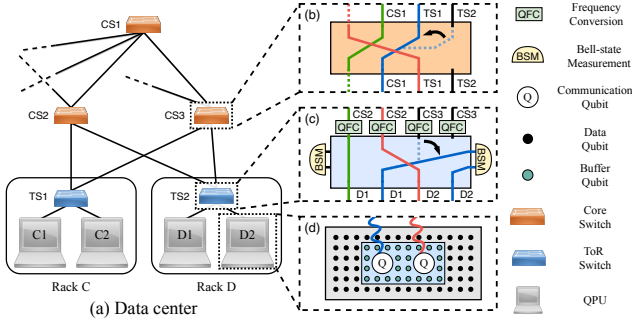 CS1
CS2
CS3
TS1
TS2
C1
C2
D1
D2
Rack C
Rack D
(a) Data center
(b)
CS1
TS1
TS2
CS1
TS1
TS2
(c)
CS2
CS2
CS3
CS3
QFC
QFC
QFC
QFC
BSM
BSM
D1
D1
D2
D2
(d)
Q
Q
QFC
Frequency
Conversion
BSM
Bell-state
Measurement
Q
Communication
Qubit
Data
Qubit
Buffer
Qubit
Core
Switch
ToR
Switch
QPU